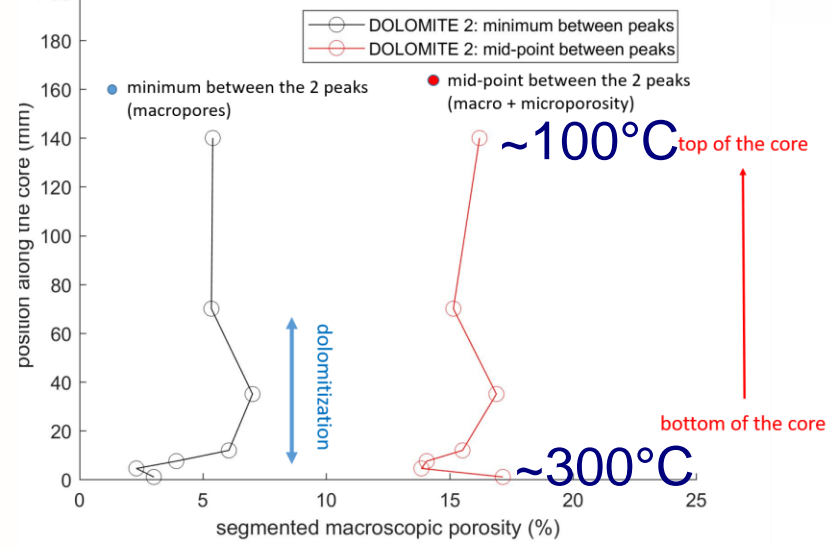 DOLOMITE 2: minimum between peaks
DOLOMITE 2: mid-point between peaks
minimum between the 2 peaks
(macropores)
mid-point between the 2 peaks
(macro + microporosity)
~100°C
top of the core
dolomitization
bottom of the core
~300°C
position along the core (mm)
180
160
140
120
100
80
60
40
20
0
0 5 10 15 20 25
segmented macroscopic porosity (%)